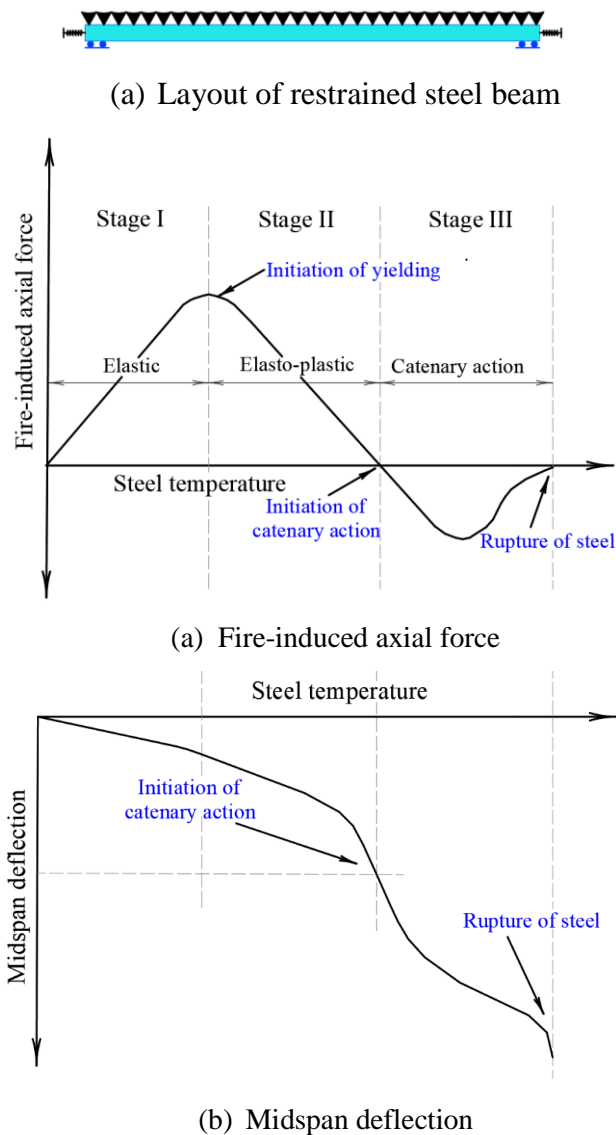 (a) Layout of restrained steel beam
Stage I
Stage II
Stage III
Initiation of yielding
Elastic
Elasto-plastic
Catenary action
Fire-induced axial force
Steel temperature
Initiation of
catenary action
Rupture of steel
(a) Fire-induced axial force
Steel temperature
Initiation of
catenary action
Midspan deflection
Rupture of steel
(b) Midspan deflection